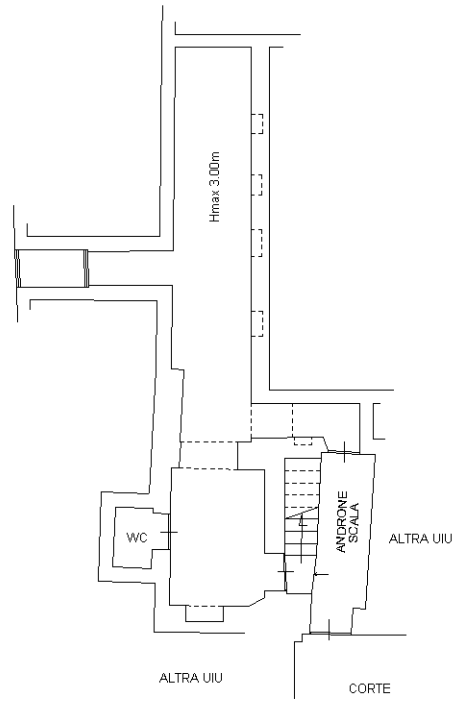 Hmax 3.00m
ANDRONE
SCALA
WC
ALTRA UIU
ALTRA UIU
CORTE